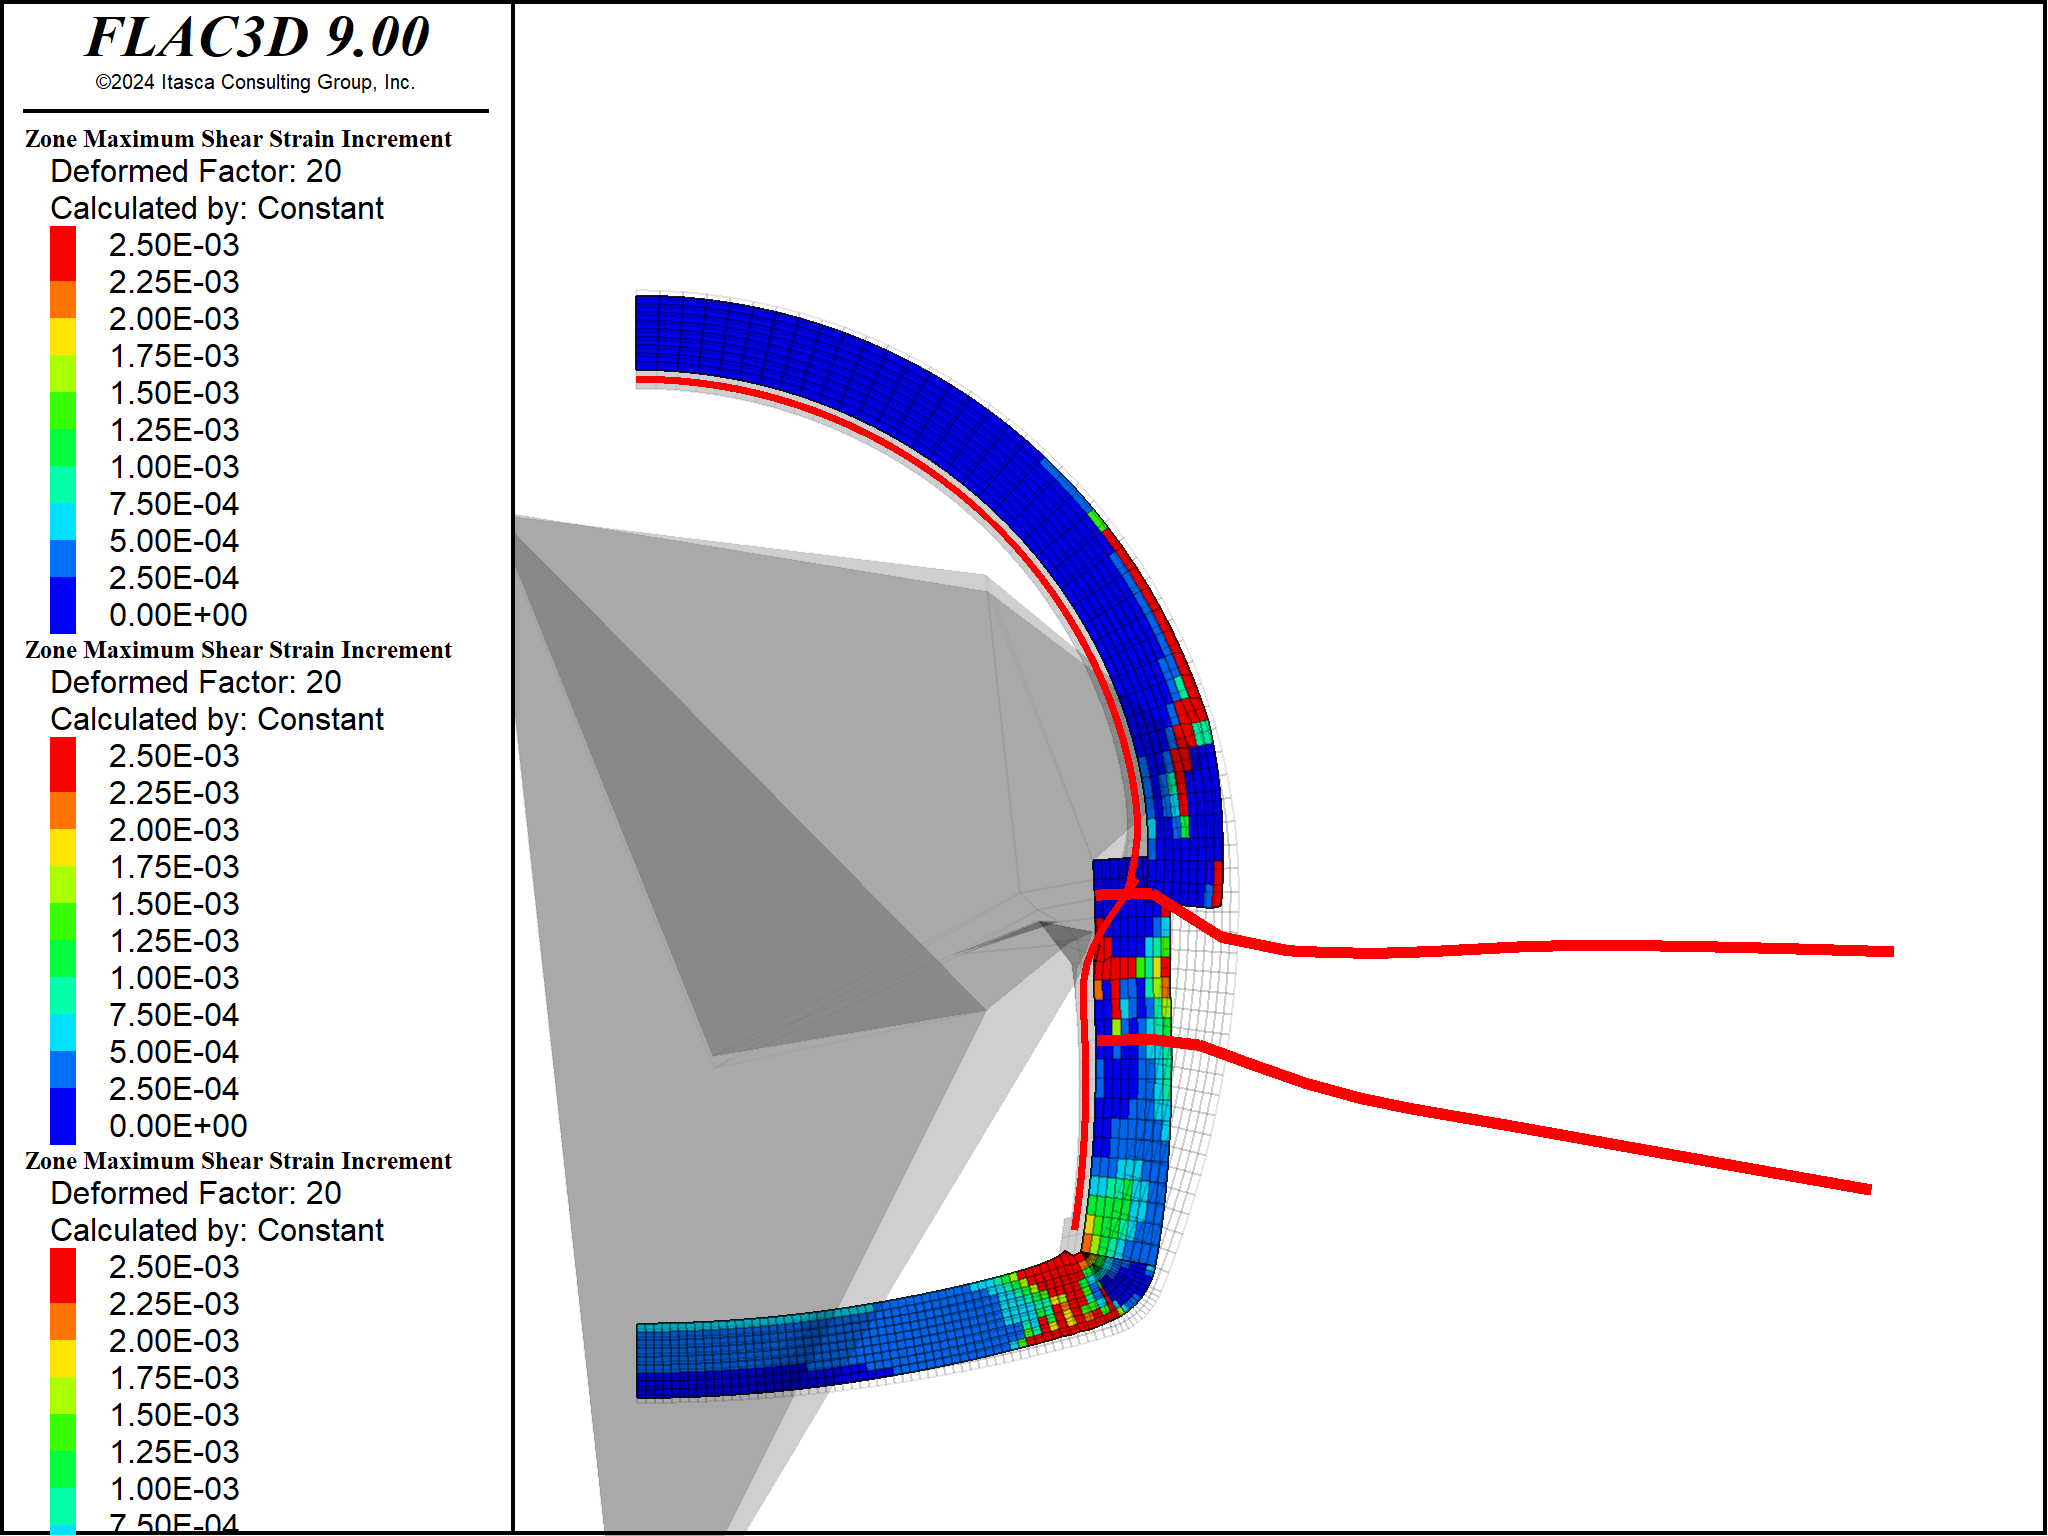 FLAC3D 9.00
©2024 Itasca Consulting Group, Inc.
Zone Maximum Shear Strain Increment
Deformed Factor: 20
Calculated by: Constant
2.50E-03
2.25E-03
2.00E-03
1.75E-03
1.50E-03
1.25E-03
1.00E-03
7.50E-04
5.00E-04
2.50E-04
0.00E+00
Zone Maximum Shear Strain Increment
Deformed Factor: 20
Calculated by: Constant
2.50E-03
2.25E-03
2.00E-03
1.75E-03
1.50E-03
1.25E-03
1.00E-03
7.50E-04
5.00E-04
2.50E-04
0.00E+00
Zone Maximum Shear Strain Increment
Deformed Factor: 20
Calculated by: Constant
2.50E-03
2.25E-03
2.00E-03
1.75E-03
1.50E-03
1.25E-03
1.00E-03
7.50E-04